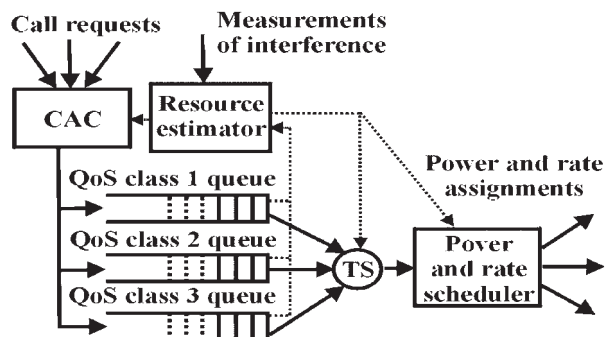 Call requests
Measurements
of interference
CAC
Resource
estimator
QoS class 1 queue
QoS class 2 queue
QoS class 3 queue
TS
Power and rate
assignments
Pover
and rate
scheduler